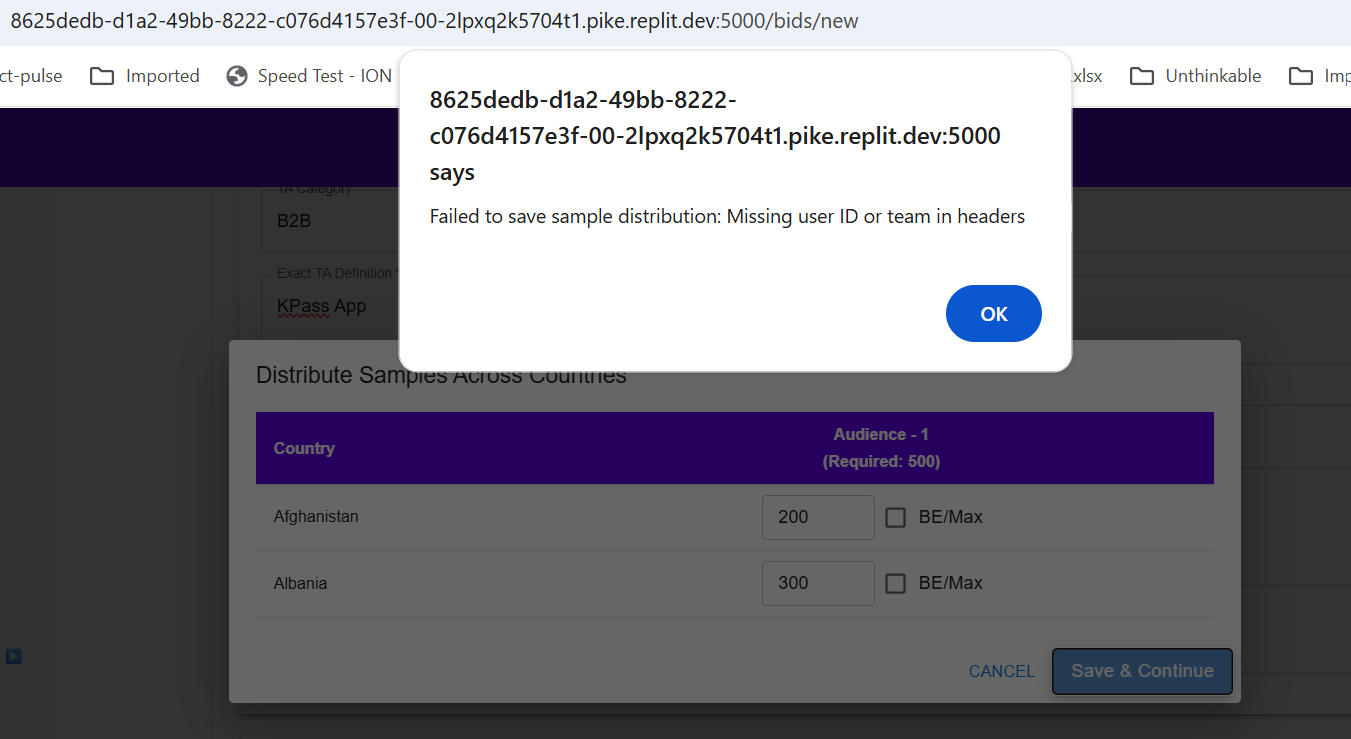 8625dedb-d1a2-49bb-8222-c076d4157e3f-00-2lpxq2k5704t1.pike.replit.dev:5000/bids/new
ct-pulse Imported Speed Test - ION .xlsx Unthinkable Imp
8625dedb-d1a2-49bb-8222-
c076d4157e3f-00-2lpxq2k5704t1.pike.replit.dev:5000
says
Failed to save sample distribution: Missing user ID or team in headers
OK
TA Category
B2B
Exact TA Definition *
KPass App
Distribute Samples Across Countries
Country
Audience - 1
(Required: 500)
Afghanistan 200 BE/Max
Albania 300 BE/Max
CANCEL Save & Continue